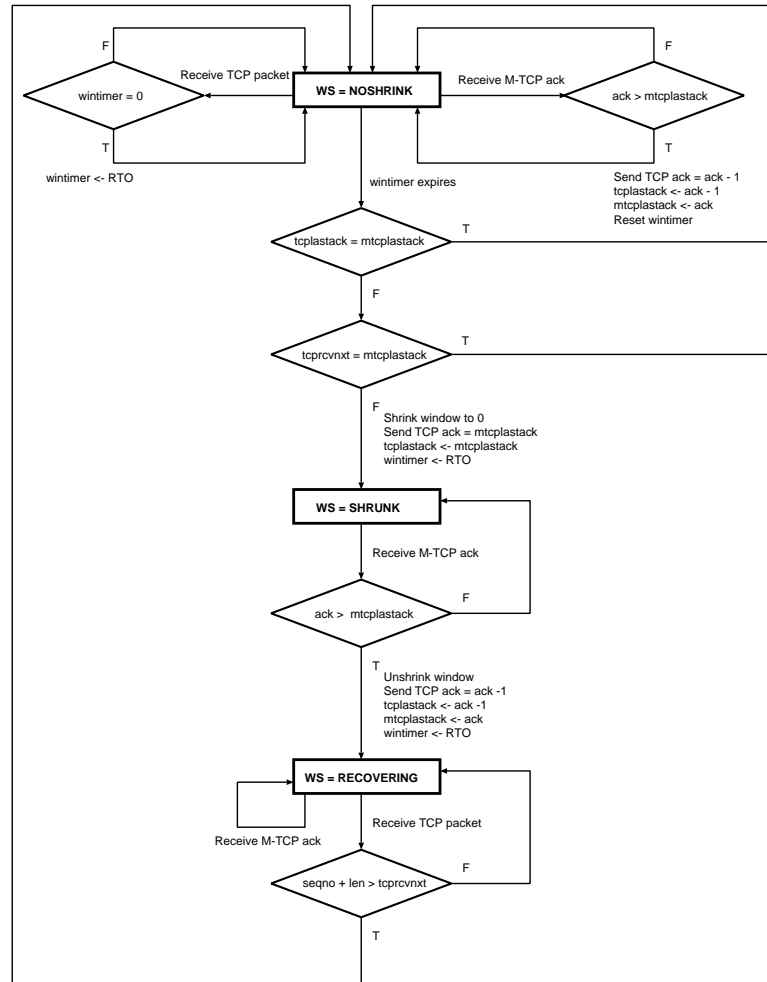 F
F
Receive TCP packet
Receive M-TCP ack
wintimer = 0
WS = NOSHRINK
ack > mtcplastack
T
T
wintimer <- RTO
wintimer expires
Send TCP ack = ack - 1
tcplastack <- ack - 1
mtcplastack <- ack
Reset wintimer
tcplastack = mtcplastack
T
F
tcprcvnxt = mtcplastack
T
F
Shrink window to 0
Send TCP ack = mtcplastack
tcplastack <- mtcplastack
wintimer <- RTO
WS = SHRUNK
Receive M-TCP ack
ack > mtcplastack
F
T
Unshrink window
Send TCP ack = ack -1
tcplastack <- ack -1
mtcplastack <- ack
wintimer <- RTO
WS = RECOVERING
Receive TCP packet
Receive M-TCP ack
seqno + len > tcprcvnxt
F
T